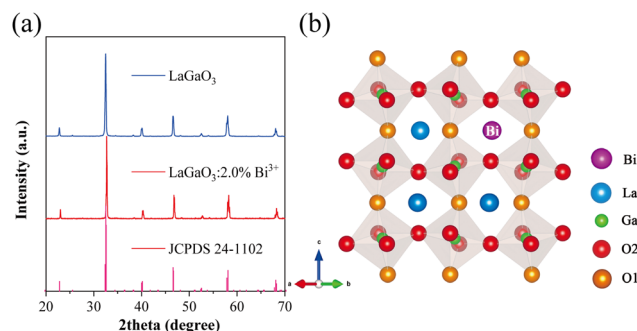 (a)
Intensity (a.u.)
LaGaO₃
LaGaO₃:2.0% Bi³⁺
JCPDS 24-1102
20 30 40 50 60 70
2theta (degree)
(b)
Bi
c
a b
Bi
La
Ga
O2
O1